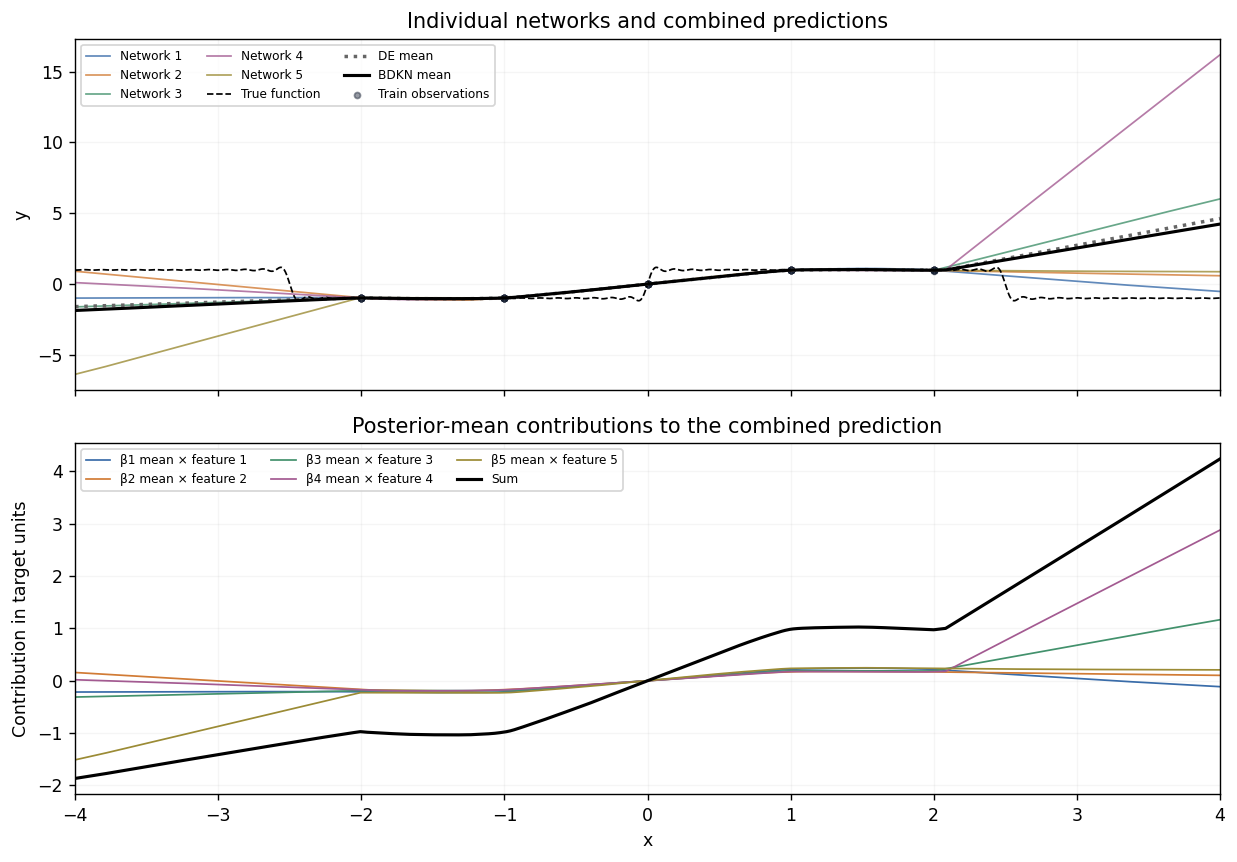 Individual networks and combined predictions
Network 1
Network 2
Network 3
Network 4
Network 5
True function
DE mean
BDKN mean
Train observations
15
10
5
0
−5
y
Posterior-mean contributions to the combined prediction
β1 mean × feature 1
β2 mean × feature 2
β3 mean × feature 3
β4 mean × feature 4
β5 mean × feature 5
Sum
4
3
2
1
0
−1
−2
Contribution in target units
−4 −3 −2 −1 0 1 2 3 4
x